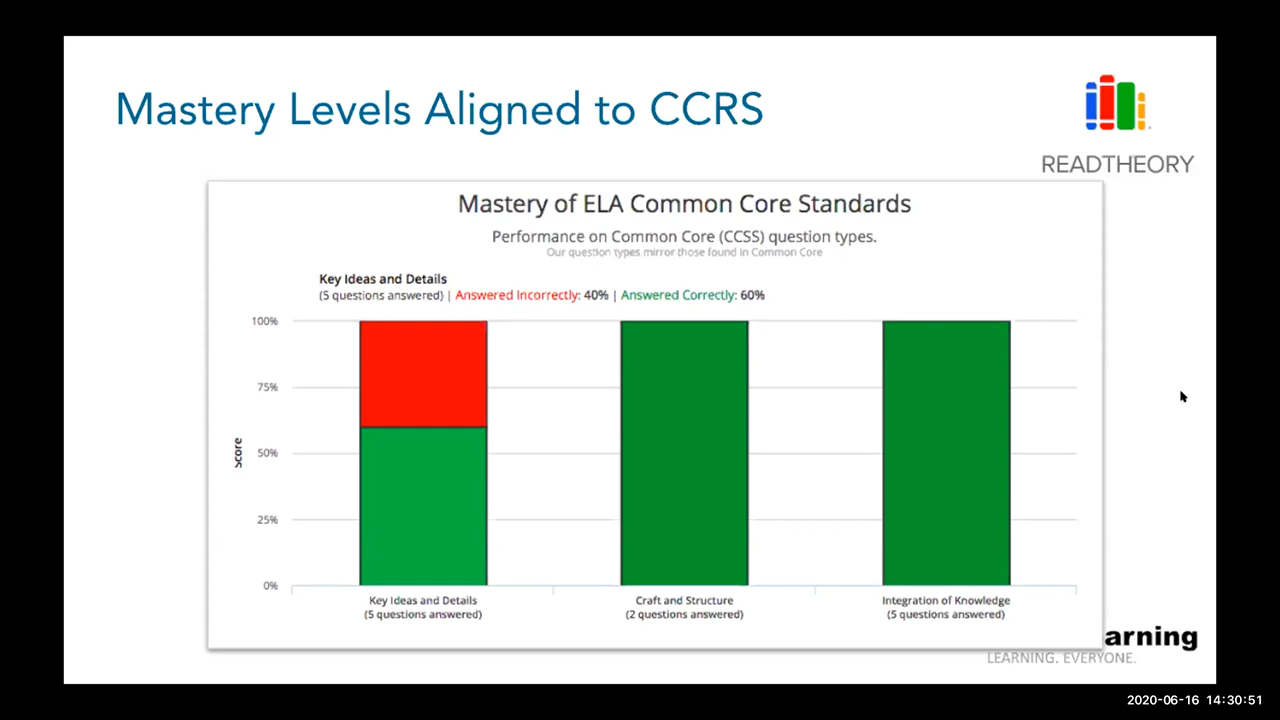 Mastery Levels Aligned to CCRS
READTHEORY
Mastery of ELA Common Core Standards
Performance on Common Core (CCSS) question types.
Our question types mirror those found in Common Core
Key Ideas and Details
(5 questions answered) | Answered Incorrectly: 40% | Answered Correctly: 60%
100%
75%
50%
25%
0%
Score
Key Ideas and Details
(5 questions answered)
Craft and Structure
(2 questions answered)
Integration of Knowledge
(5 questions answered)
arning
LEARNING. EVERYONE.
2020-06-16 14:30:51